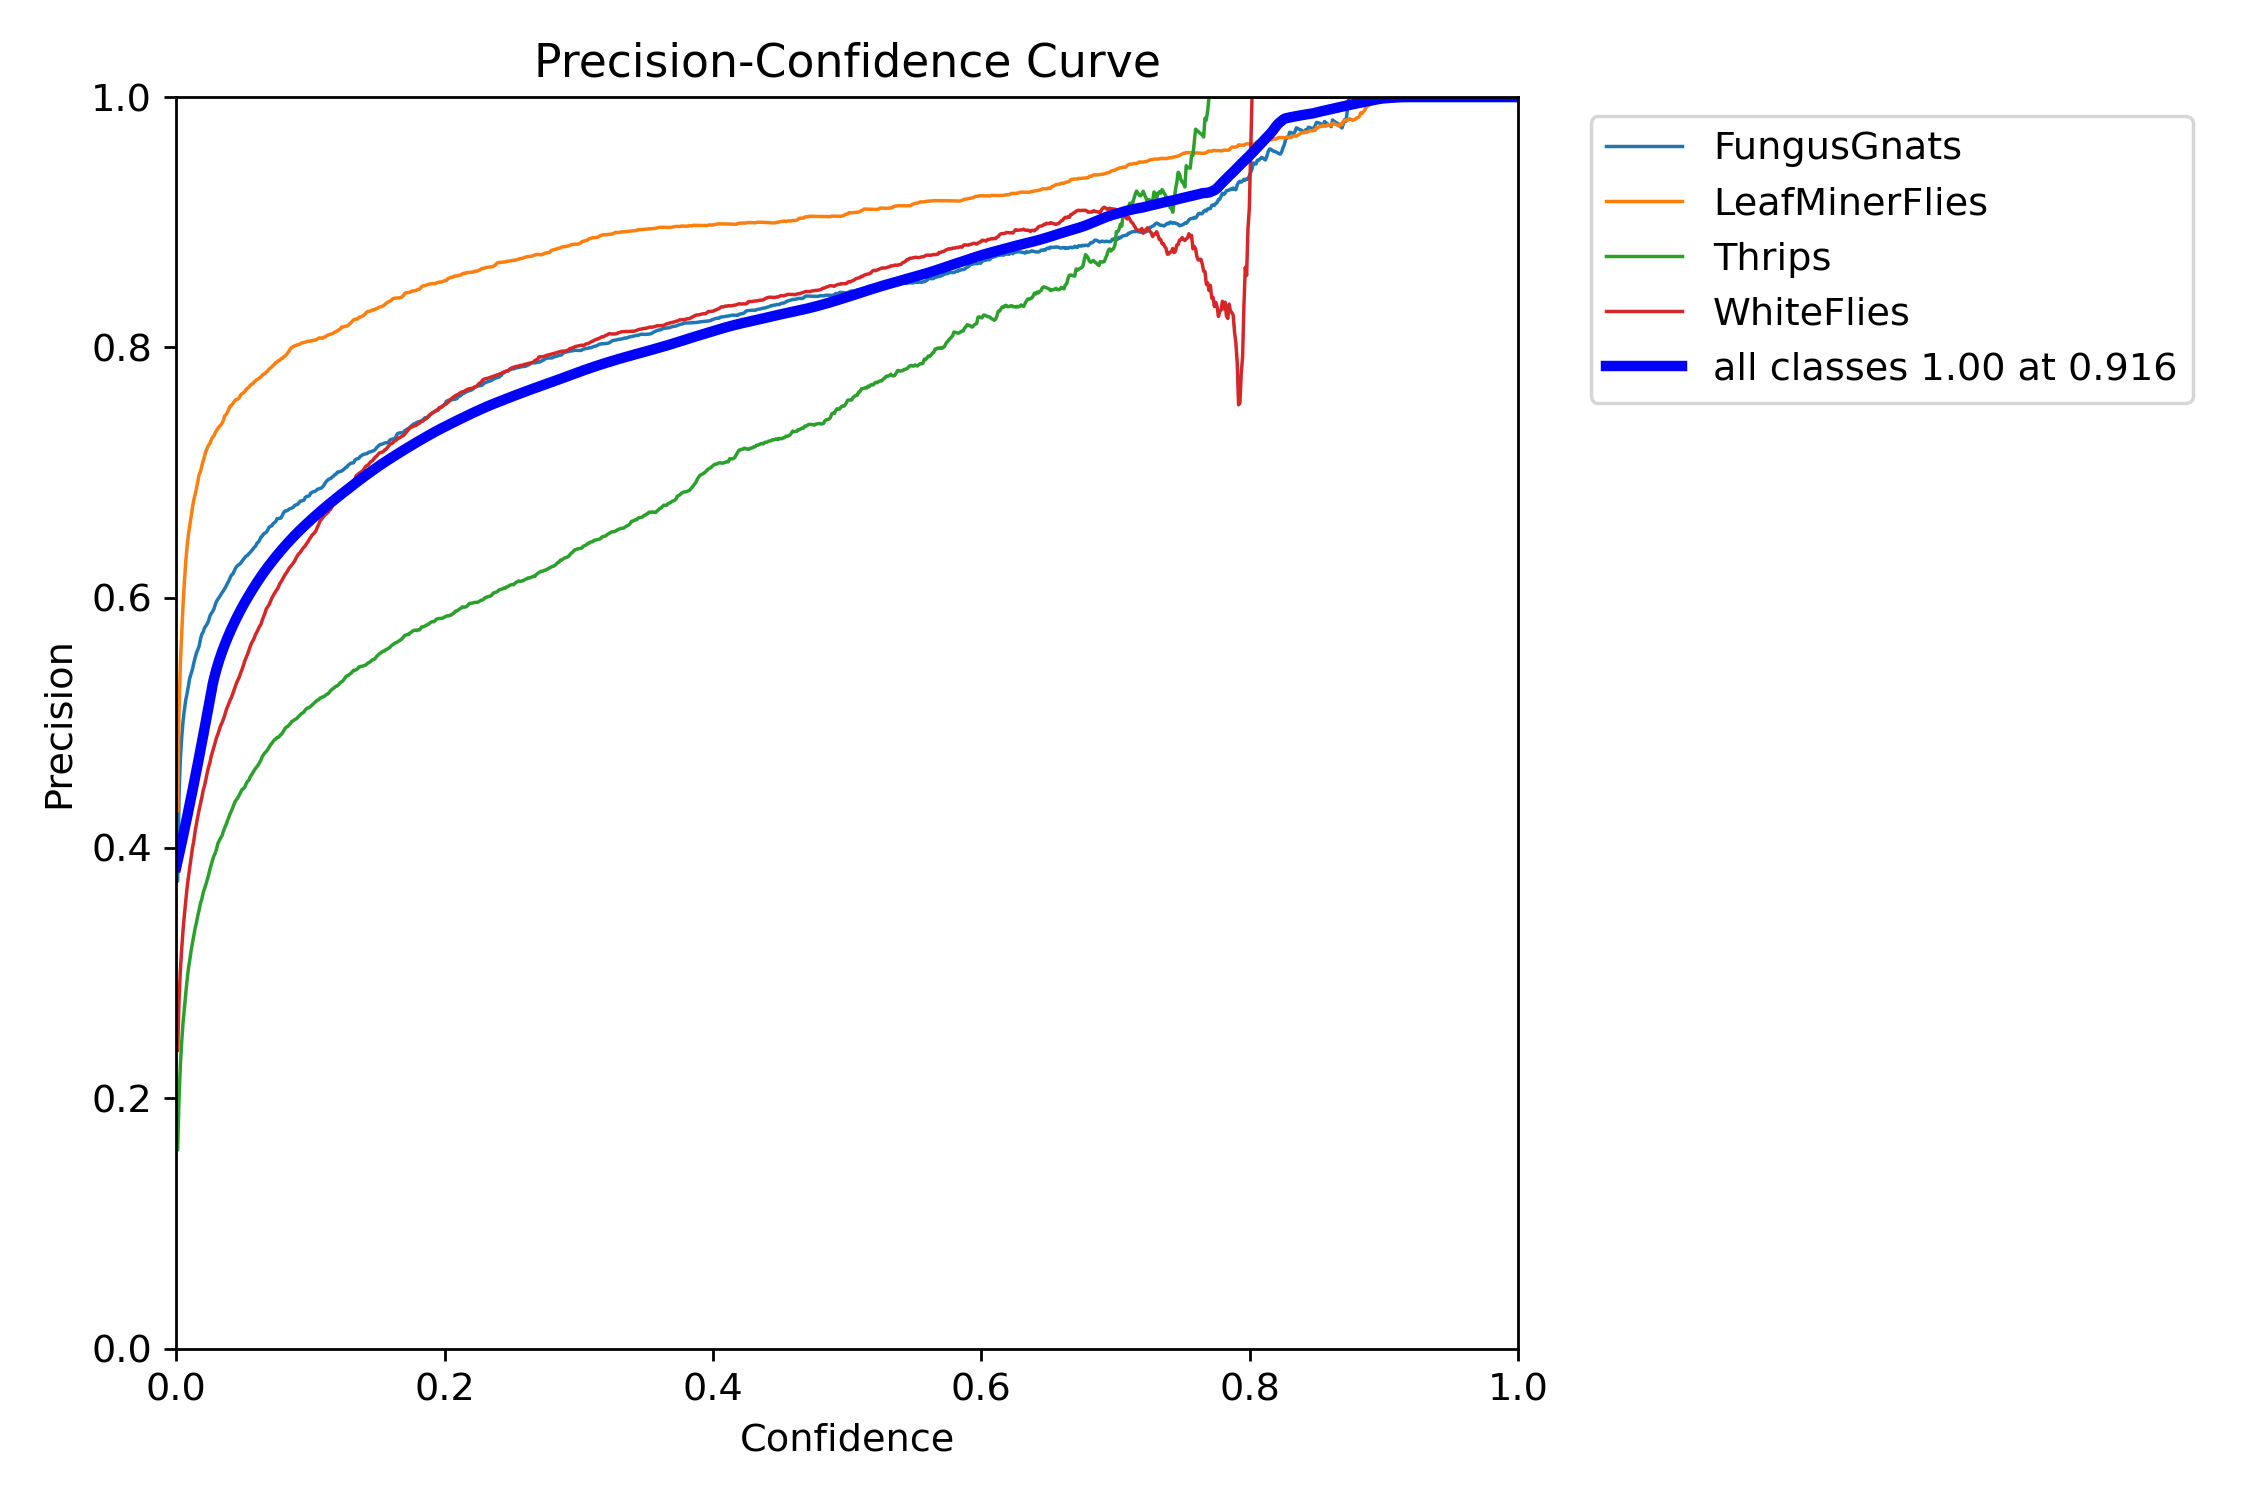 Precision-Confidence Curve
1.0
0.8
0.6
0.4
0.2
0.0
Precision
0.0 0.2 0.4 0.6 0.8 1.0
Confidence
FungusGnats
LeafMinerFlies
Thrips
WhiteFlies
all classes 1.00 at 0.916